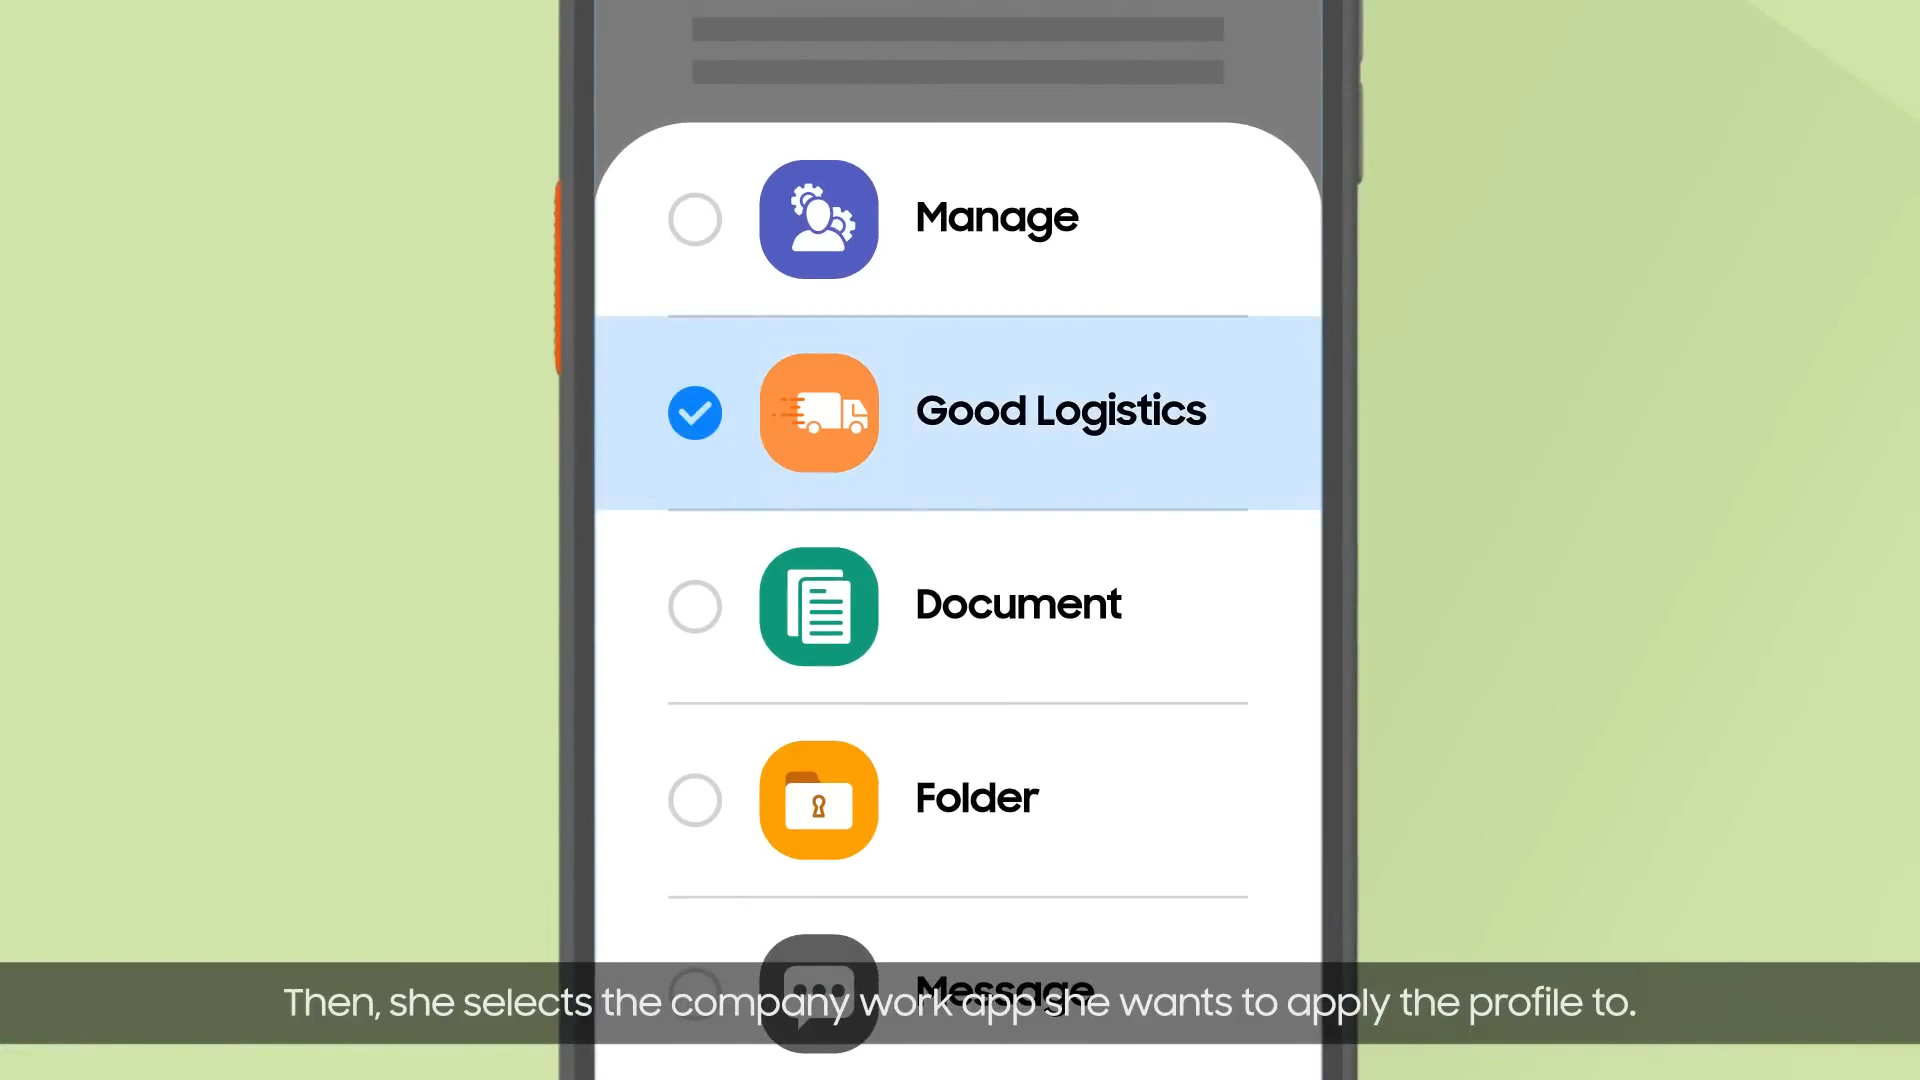 Manage
Good Logistics
Document
Folder
Message
Then, she selects the company work app she wants to apply the profile to.